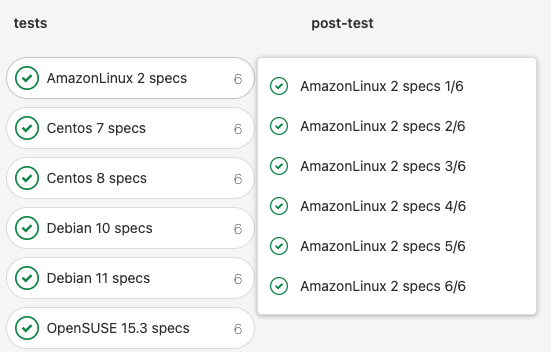 tests
post-test
AmazonLinux 2 specs 6
Centos 7 specs 6
Centos 8 specs 6
Debian 10 specs 6
Debian 11 specs 6
OpenSUSE 15.3 specs 6
AmazonLinux 2 specs 1/6
AmazonLinux 2 specs 2/6
AmazonLinux 2 specs 3/6
AmazonLinux 2 specs 4/6
AmazonLinux 2 specs 5/6
AmazonLinux 2 specs 6/6